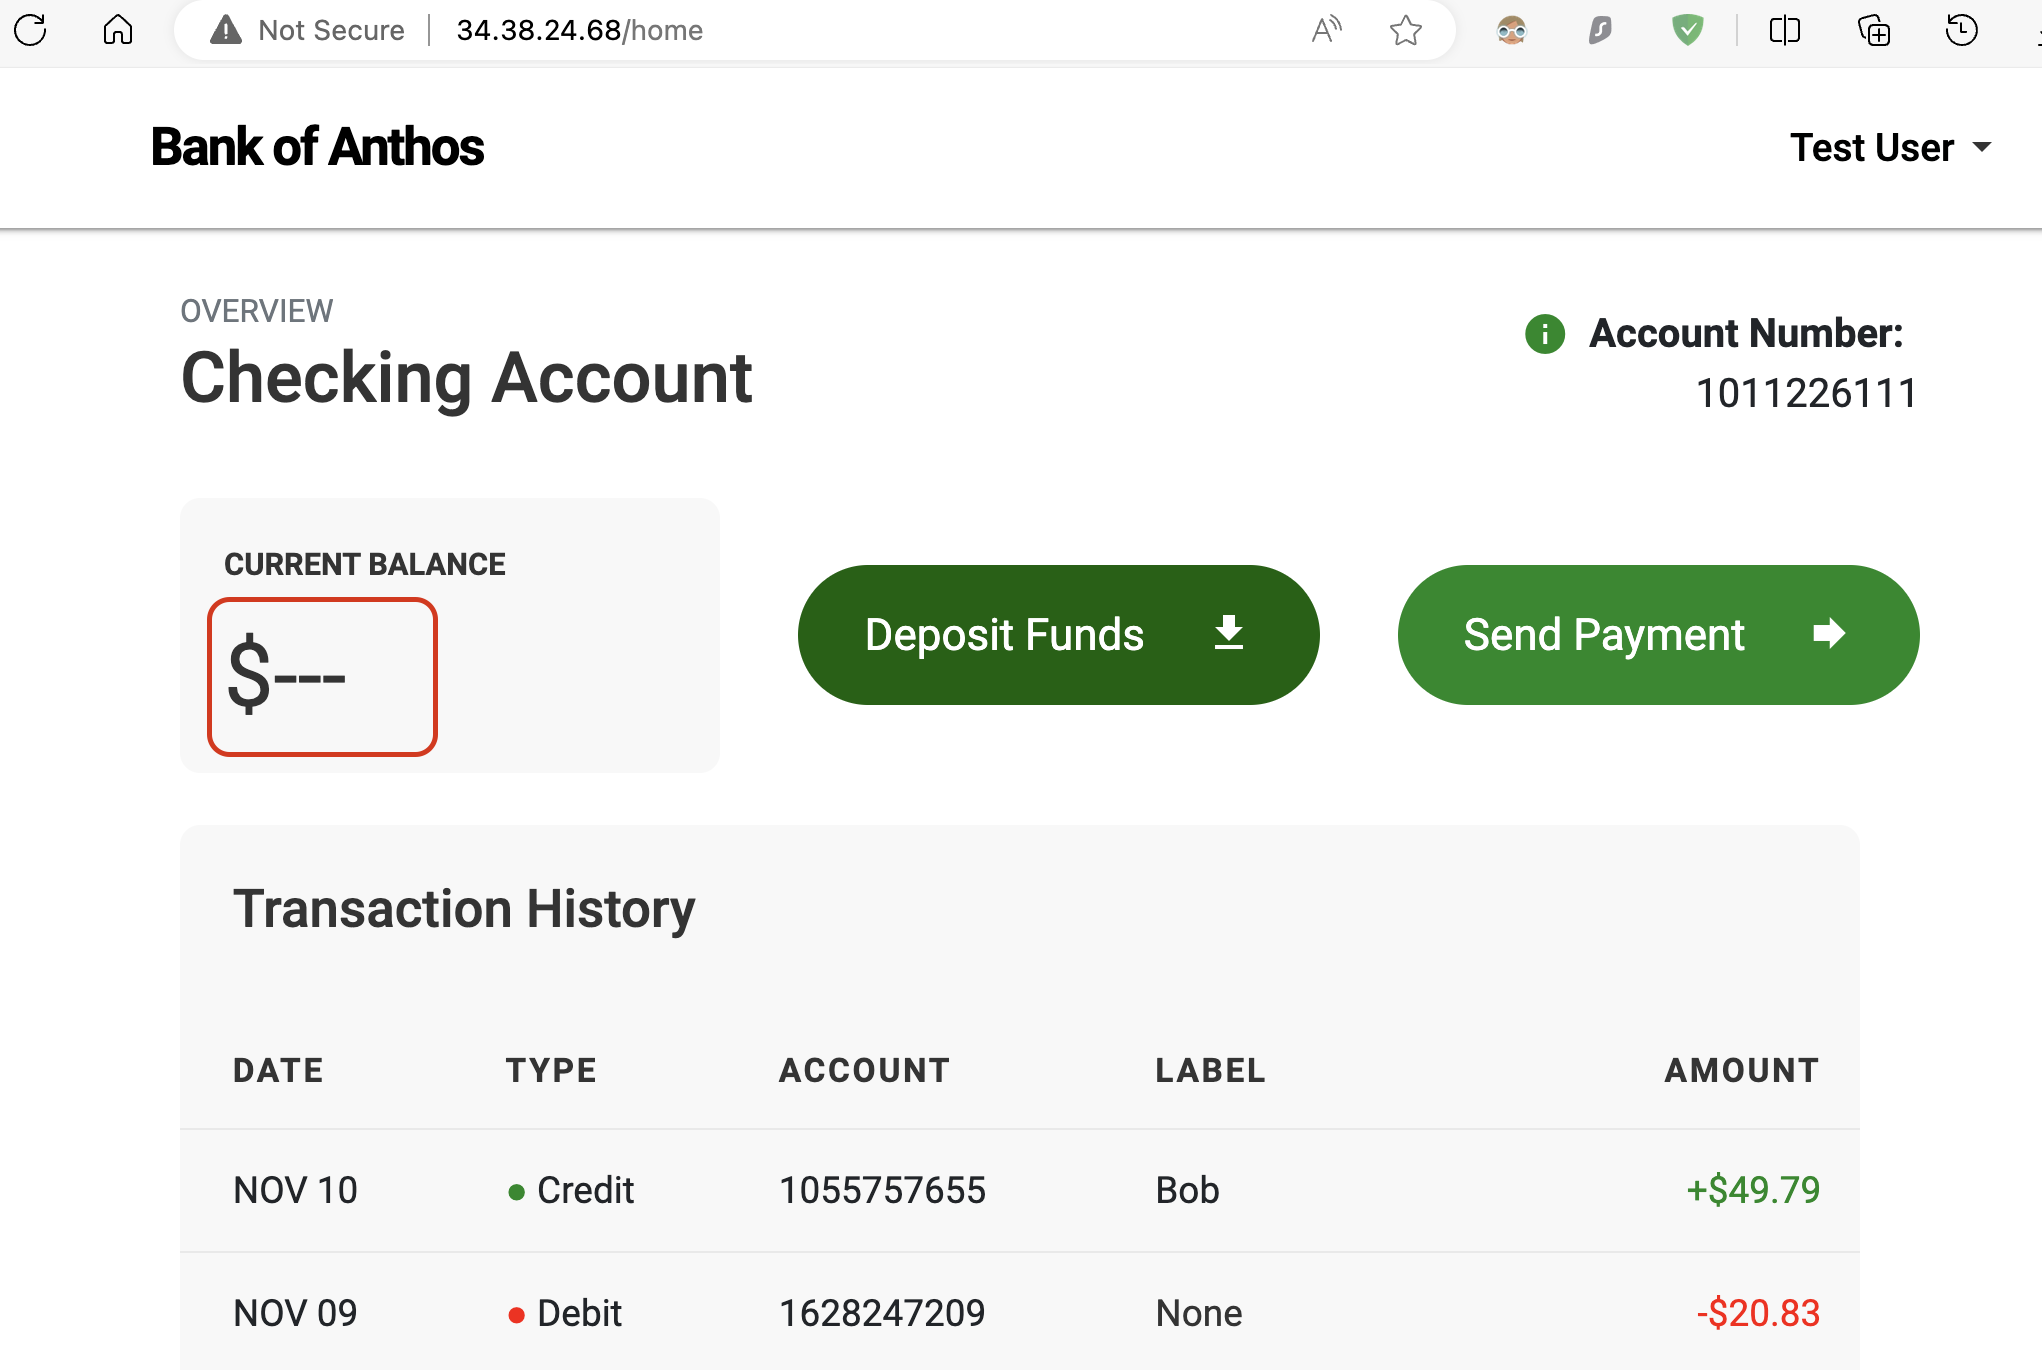 Not Secure 34.38.24.68/home
Bank of Anthos
Test User
OVERVIEW
Checking Account
Account Number:
1011226111
CURRENT BALANCE
$---
Deposit Funds
Send Payment
Transaction History
DATE TYPE ACCOUNT LABEL AMOUNT
NOV 10 Credit 1055757655 Bob +$49.79
NOV 09 Debit 1628247209 None -$20.83